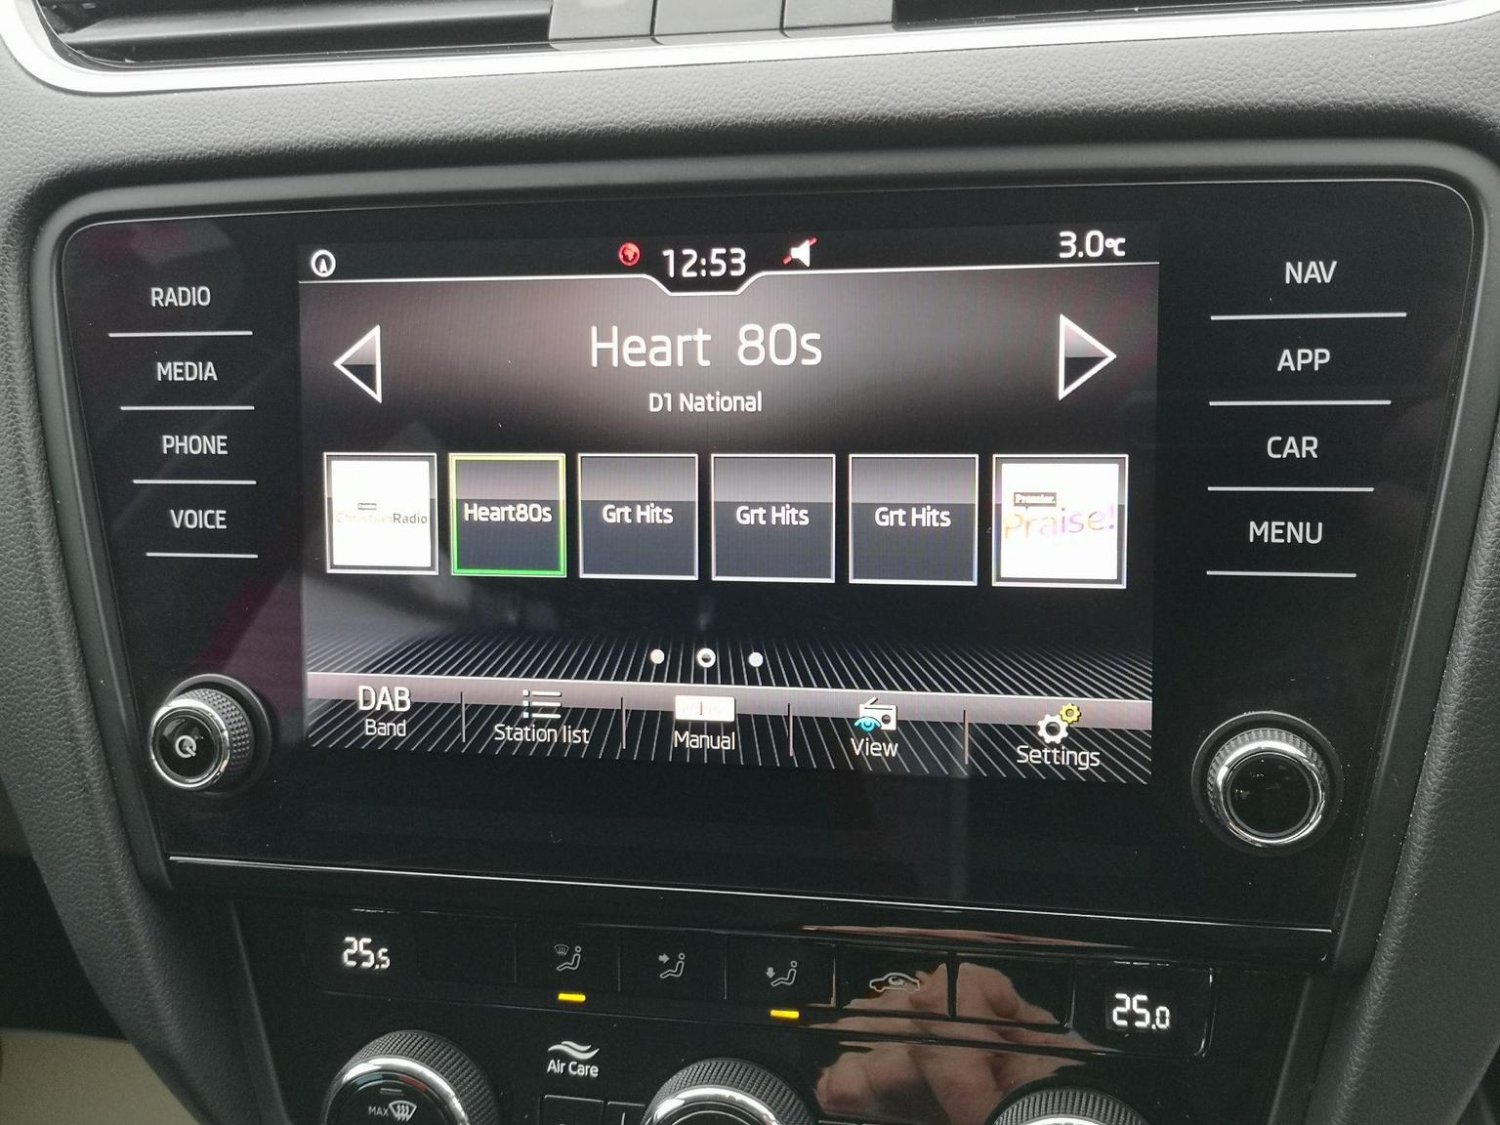 12:53
3.0°C
RADIO
MEDIA
PHONE
VOICE
Heart 80s
D1 National
Radio
Heart80s
Grt Hits
Grt Hits
Grt Hits
Premier.
Praise!
DAB
Band
Station list
Manual
View
Settings
NAV
APP
CAR
MENU
25.5
25.0
Air Care
MAX